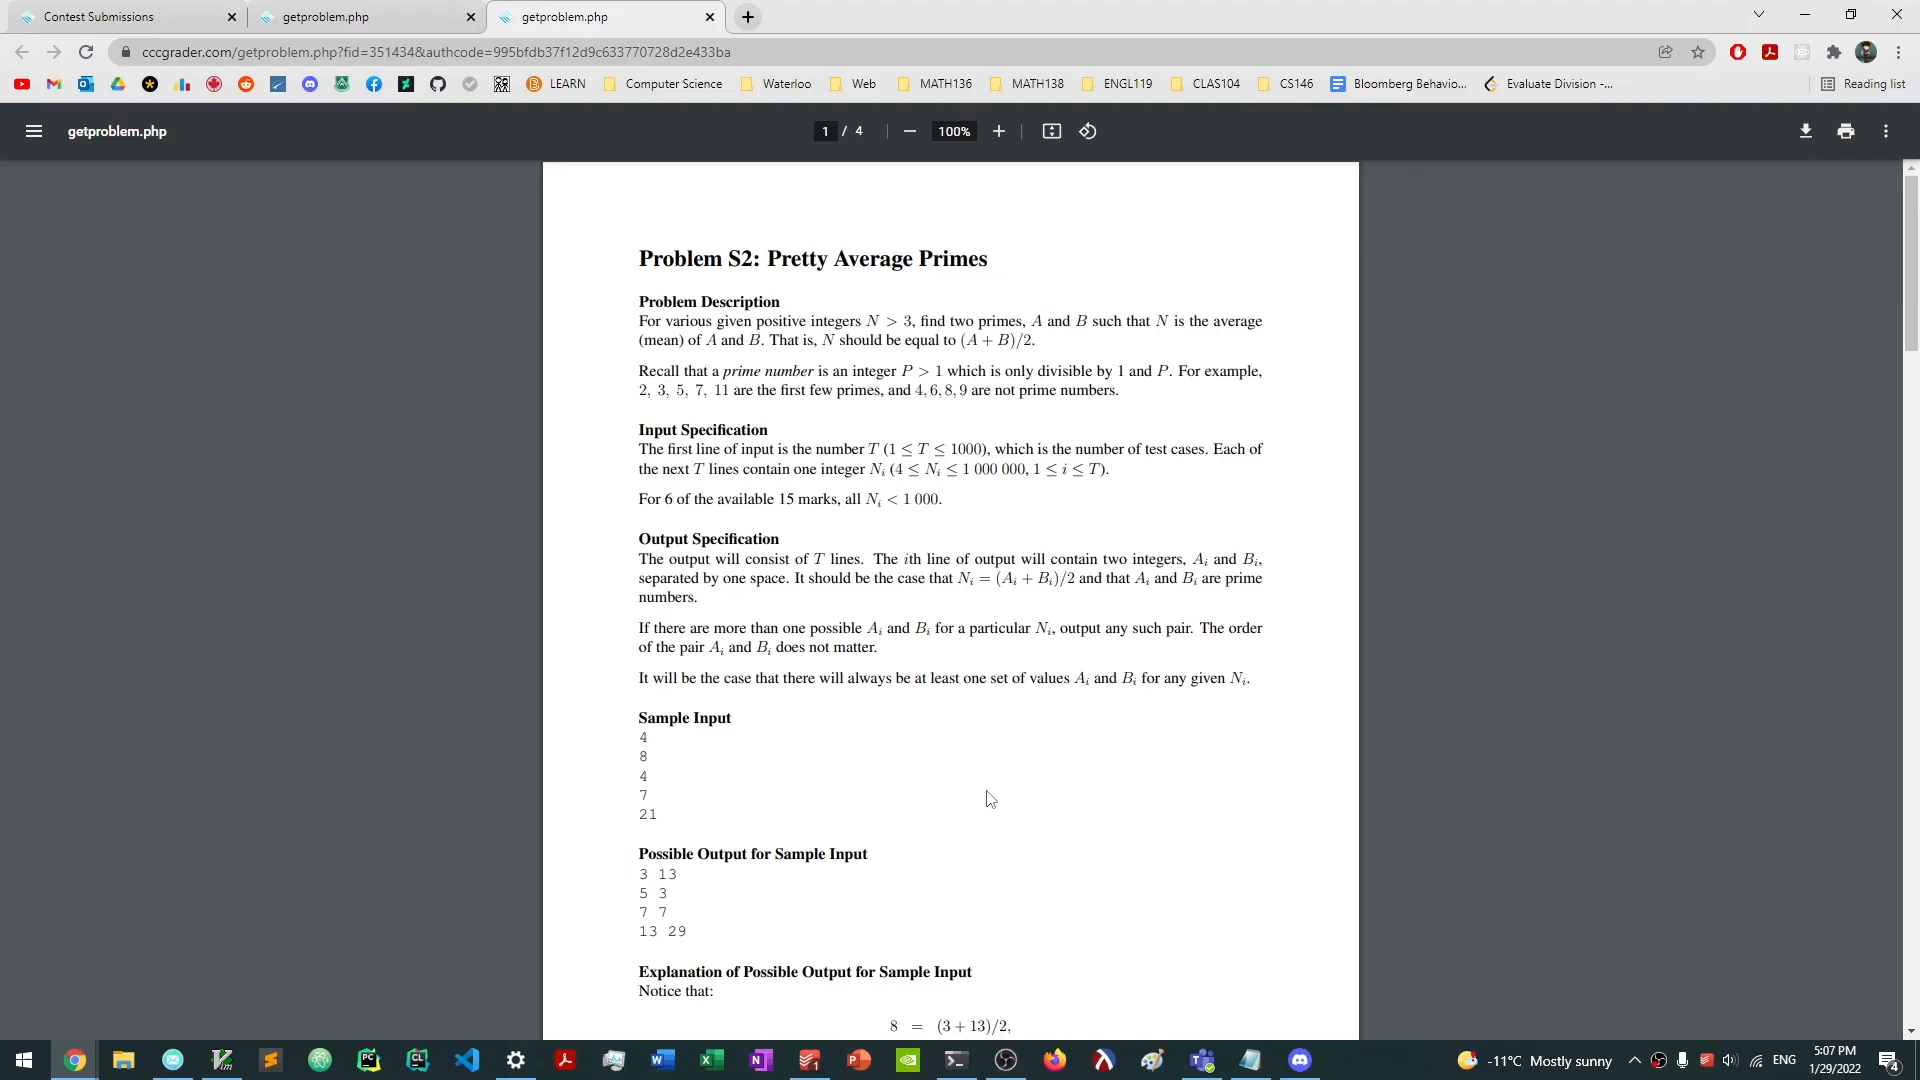 Contest Submissions
getproblem.php
getproblem.php
cccgrader.com/getproblem.php?fid=351434&authcode=995bfdb37f12d9c633770728d2e433ba
LEARN Computer Science Waterloo Web MATH136 MATH138 ENGL119 CLAS104 CS146 Bloomberg Behavio... Evaluate Division -... Reading list
getproblem.php 1 / 4 100%
Problem S2: Pretty Average Primes
Problem Description
For various given positive integers N > 3, find two primes, A and B such that N is the average
(mean) of A and B. That is, N should be equal to (A + B)/2.
Recall that a prime number is an integer P > 1 which is only divisible by 1 and P. For example,
2, 3, 5, 7, 11 are the first few primes, and 4, 6, 8, 9 are not prime numbers.
Input Specification
The first line of input is the number T (1 ≤ T ≤ 1000), which is the number of test cases. Each of
the next T lines contain one integer Nᵢ (4 ≤ Nᵢ ≤ 1 000 000, 1 ≤ i ≤ T).
For 6 of the available 15 marks, all Nᵢ < 1 000.
Output Specification
The output will consist of T lines. The ith line of output will contain two integers, Aᵢ and Bᵢ,
separated by one space. It should be the case that Nᵢ = (Aᵢ + Bᵢ)/2 and that Aᵢ and Bᵢ are prime
numbers.
If there are more than one possible Aᵢ and Bᵢ for a particular Nᵢ, output any such pair. The order
of the pair Aᵢ and Bᵢ does not matter.
It will be the case that there will always be at least one set of values Aᵢ and Bᵢ for any given Nᵢ.
Sample Input
4
8
4
7
21
Possible Output for Sample Input
3 13
5 3
7 7
13 29
Explanation of Possible Output for Sample Input
Notice that:
8 = (3 + 13)/2,
-11°C Mostly sunny ENG 5:07 PM
1/29/2022 4